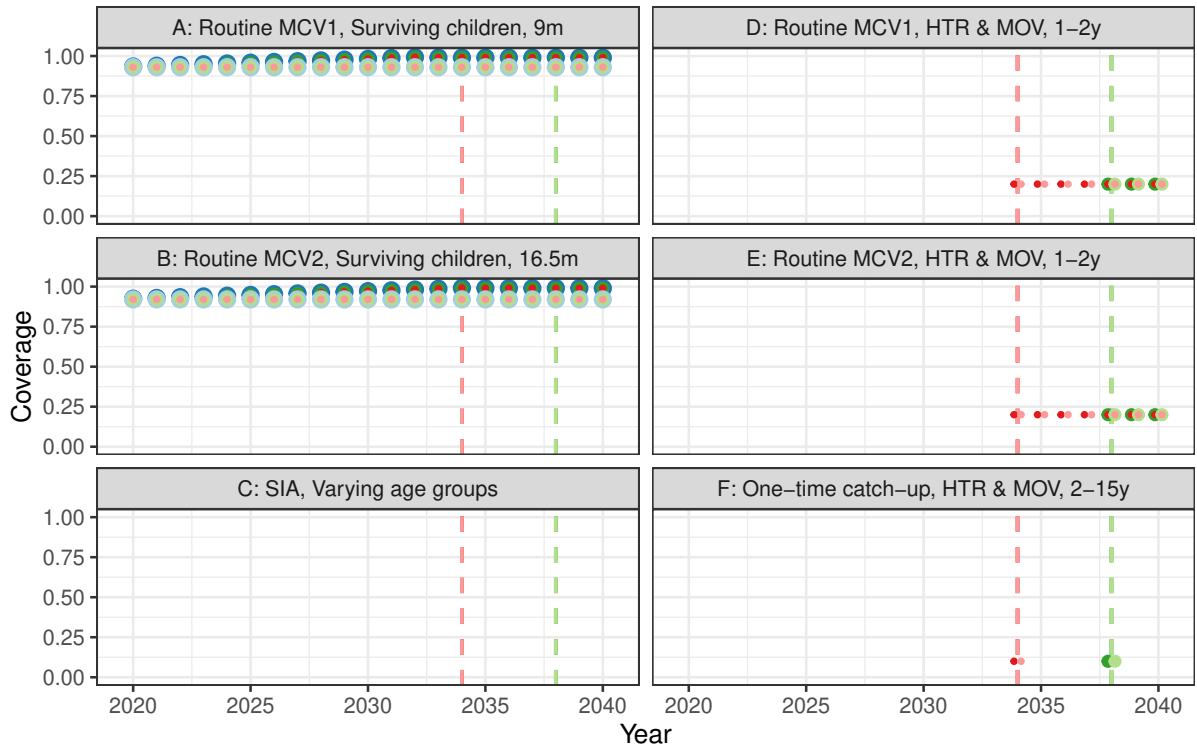 A: Routine MCV1, Surviving children, 9m
D: Routine MCV1, HTR & MOV, 1−2y
1.00
0.75
0.50
0.25
0.00
B: Routine MCV2, Surviving children, 16.5m
E: Routine MCV2, HTR & MOV, 1−2y
1.00
0.75
0.50
0.25
0.00
Coverage
C: SIA, Varying age groups
F: One−time catch−up, HTR & MOV, 2−15y
1.00
0.75
0.50
0.25
0.00
2020 2025 2030 2035 2040
2020 2025 2030 2035 2040
Year